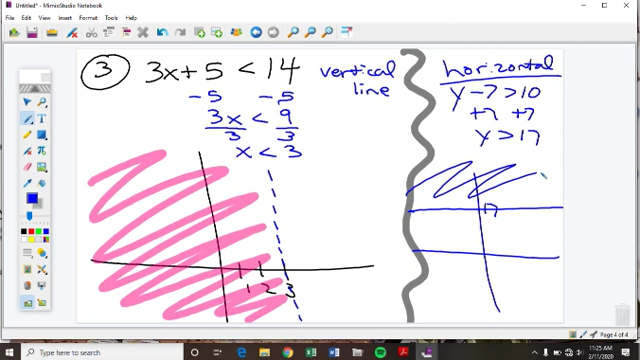 Untitled* - MimioStudio Notebook
File Edit View Insert Format Tools Help
③ 3x + 5 < 14
-5 -5
3x < 9
3 3
x < 3
vertical
line
1 2 3
horizontal
y - 7 > 10
+7 +7
y > 17
17
Page 4 of 4
Type here to search
11:25 AM
2/11/2020